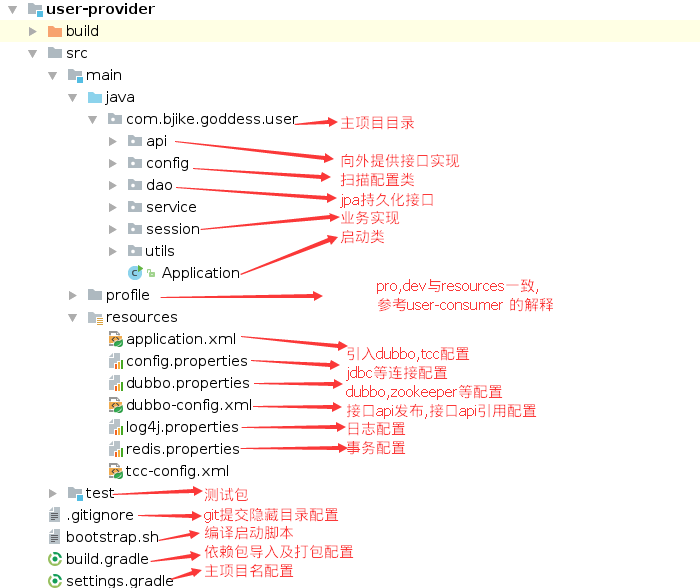 user-provider
build
src
main
java
com.bjike.goddess.user 主项目目录
api 向外提供接口实现
config 扫描配置类
dao jpa持久化接口
service
session 业务实现
utils
Application 启动类
profile pro,dev与resources一致,
参考user-consumer 的解释
resources
application.xml 引入dubbo,tcc配置
config.properties jdbc等连接配置
dubbo.properties dubbo,zookeeper等配置
dubbo-config.xml 接口api发布,接口api引用配置
log4j.properties 日志配置
redis.properties 事务配置
tcc-config.xml
test 测试包
.gitignore git提交隐藏目录配置
bootstrap.sh 编译启动脚本
build.gradle 依赖包导入及打包配置
settings.gradle 主项目名配置